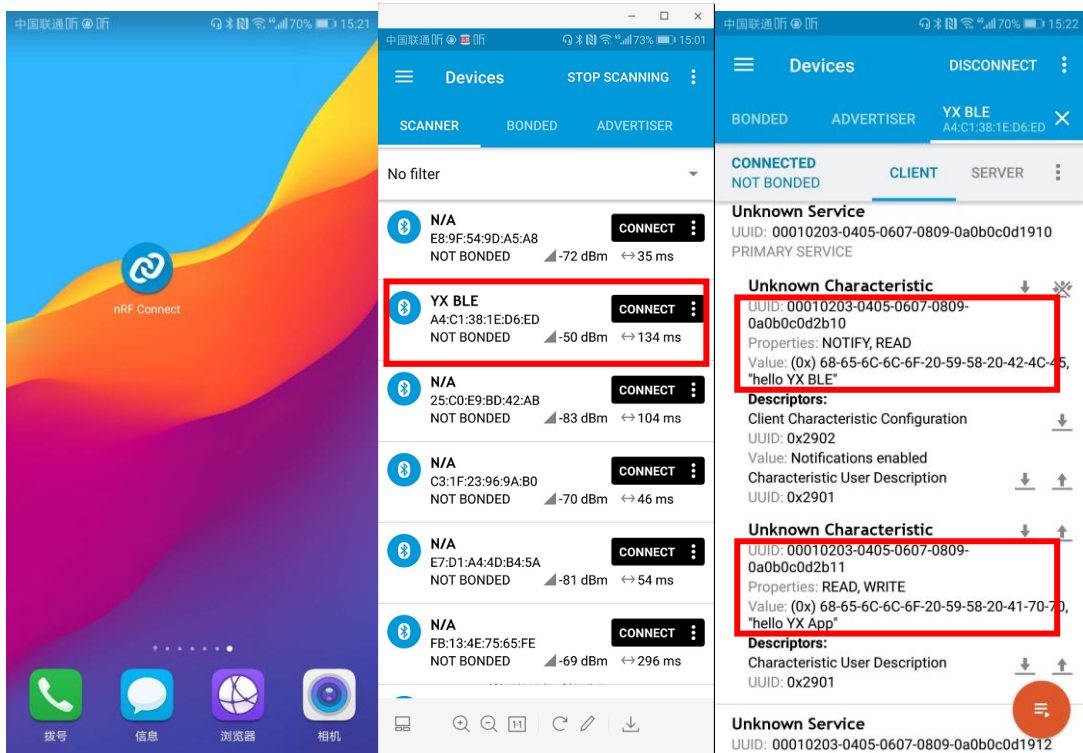 中国联通 听 听
70% 15:21
nRF Connect
拨号
信息
浏览器
相机
中国联通 听 听
73% 15:01
Devices
STOP SCANNING
SCANNER
BONDED
ADVERTISER
No filter
N/A
CONNECT
E8:9F:54:9D:A5:A8
NOT BONDED
-72 dBm
↔35 ms
YX BLE
CONNECT
A4:C1:38:1E:D6:ED
NOT BONDED
-50 dBm
↔134 ms
N/A
CONNECT
25:C0:E9:BD:42:AB
NOT BONDED
-83 dBm
↔104 ms
N/A
CONNECT
C3:1F:23:96:9A:B0
NOT BONDED
-70 dBm
↔46 ms
N/A
CONNECT
E7:D1:A4:4D:B4:5A
NOT BONDED
-81 dBm
↔54 ms
N/A
CONNECT
FB:13:4E:75:65:FE
NOT BONDED
-69 dBm
↔296 ms
1:1
中国联通 听 听
70% 15:22
Devices
DISCONNECT
BONDED
ADVERTISER
YX BLE
A4:C1:38:1E:D6:ED
CONNECTED
NOT BONDED
CLIENT
SERVER
Unknown Service
UUID: 00010203-0405-0607-0809-0a0b0c0d1910
PRIMARY SERVICE
Unknown Characteristic
UUID: 00010203-0405-0607-0809-
0a0b0c0d2b10
Properties: NOTIFY, READ
Value: (0x) 68-65-6C-6C-6F-20-59-58-20-42-4C-45,
"hello YX BLE"
Descriptors:
Client Characteristic Configuration
UUID: 0x2902
Value: Notifications enabled
Characteristic User Description
UUID: 0x2901
Unknown Characteristic
UUID: 00010203-0405-0607-0809-
0a0b0c0d2b11
Properties: READ, WRITE
Value: (0x) 68-65-6C-6C-6F-20-59-58-20-41-70-70,
"hello YX App"
Descriptors:
Characteristic User Description
UUID: 0x2901
Unknown Service
UUID: 00010203-0405-0607-0809-0a0b0c0d1912